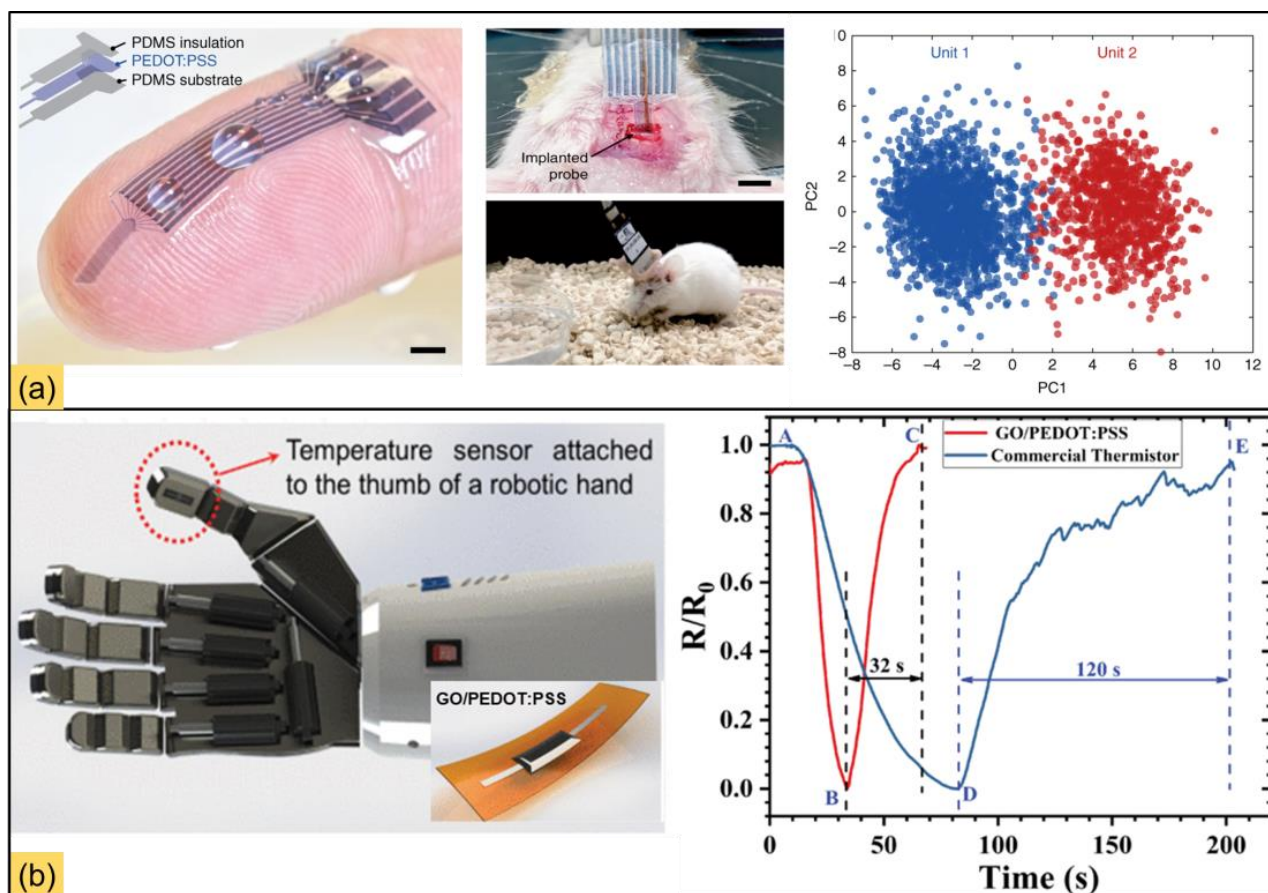 PDMS insulation
PEDOT:PSS
PDMS substrate
Implanted
probe
Unit 1
Unit 2
10
8
6
4
2
0
−2
−4
−6
−8
PC2
−8
−6
−4
−2
0
2
4
6
8
10
12
PC1
(a)
Temperature sensor attached
to the thumb of a robotic hand
GO/PEDOT:PSS
(b)
A
C
E
GO/PEDOT:PSS
Commercial Thermistor
1.0
0.8
0.6
0.4
0.2
0.0
R/R0
32 s
120 s
B
D
0
50
100
150
200
Time (s)